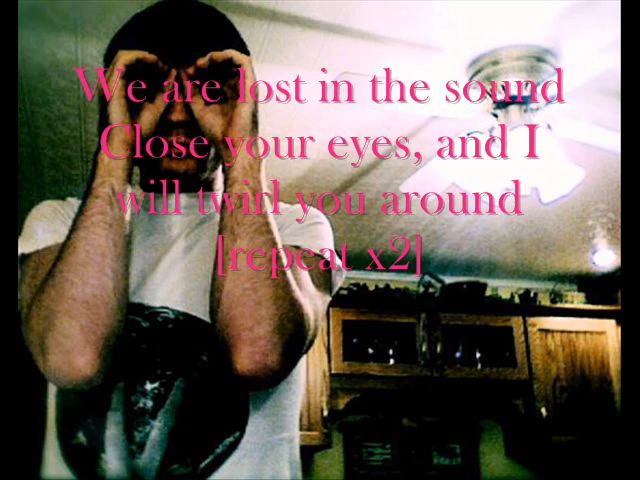 We are lost in the sound
Close your eyes, and I
will twirl you around
[repeat x2]